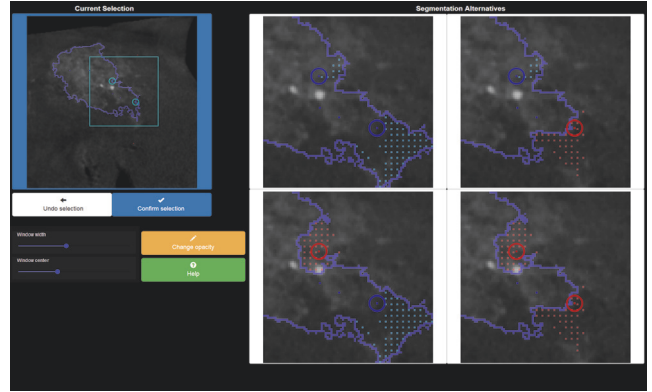 Current Selection
Segmentation Alternatives
Undo selection
Confirm selection
Window width
Change opacity
Window center
Help